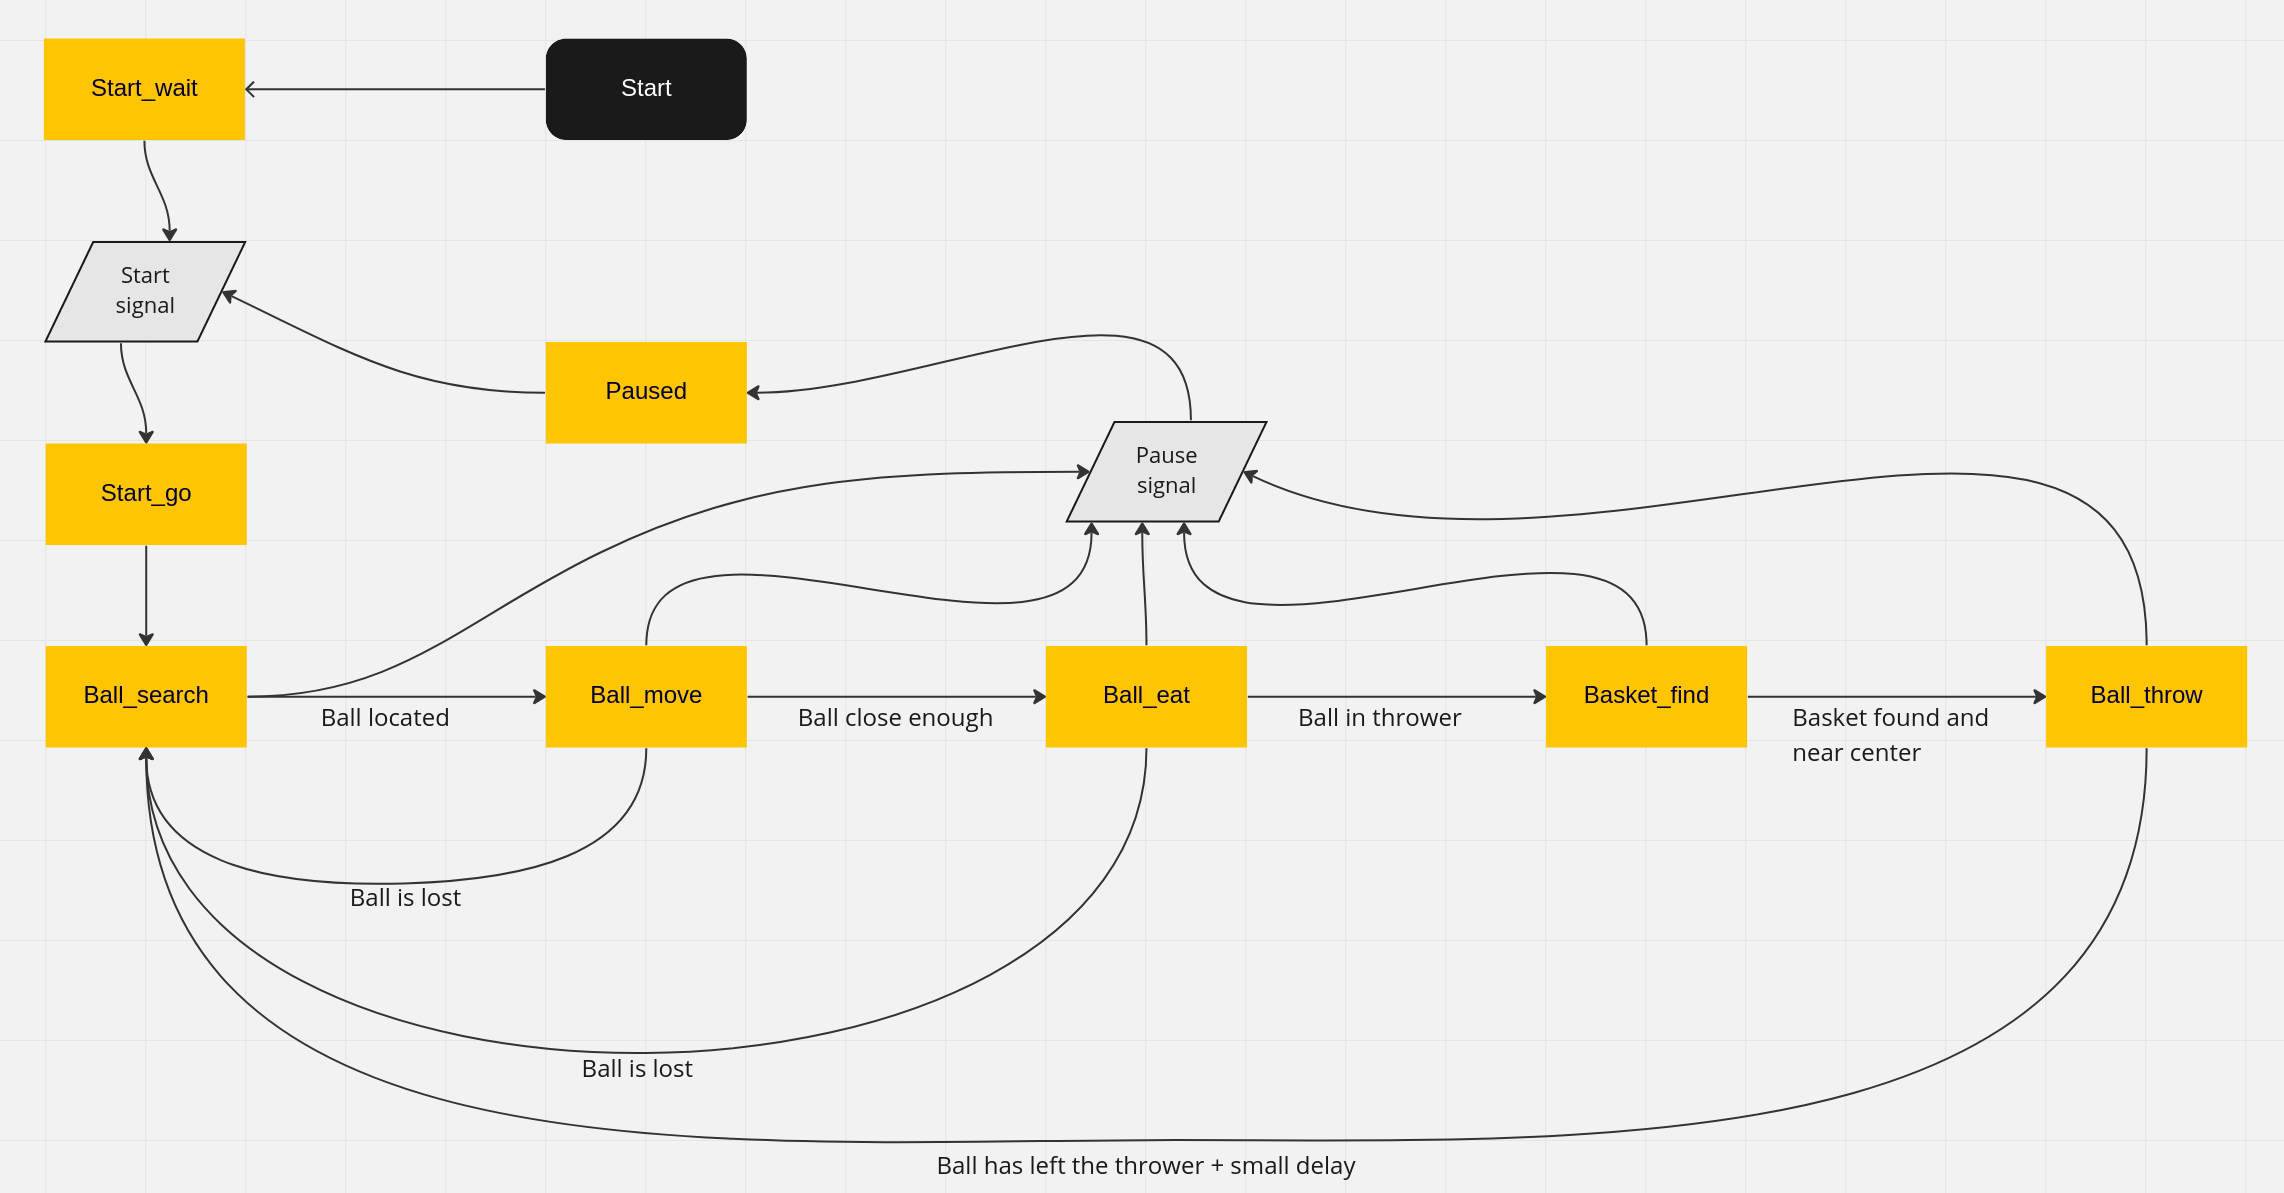 Start_wait
Start
Start
signal
Paused
Pause
signal
Start_go
Ball_search
Ball_move
Ball_eat
Basket_find
Ball_throw
Ball located
Ball close enough
Ball in thrower
Basket found and
near center
Ball is lost
Ball is lost
Ball has left the thrower + small delay